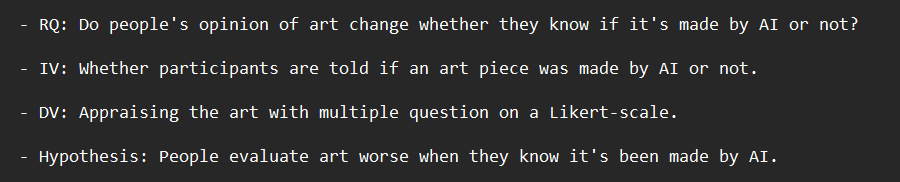 - RQ: Do people's opinion of art change whether they know if it's made by AI or not?
- IV: Whether participants are told if an art piece was made by AI or not.
- DV: Appraising the art with multiple question on a Likert-scale.
- Hypothesis: People evaluate art worse when they know it's been made by AI.